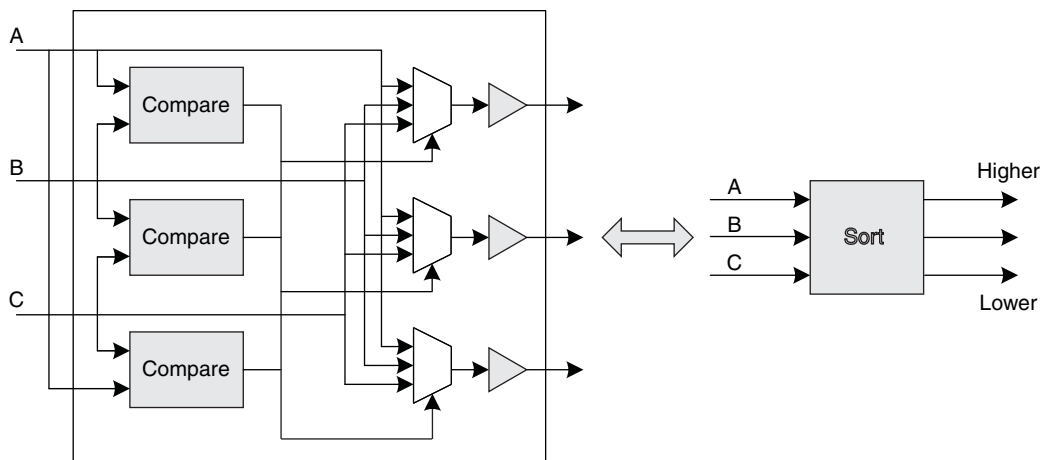 A
Compare
B
Compare
C
Compare
A
B
C
Sort
Higher
Lower